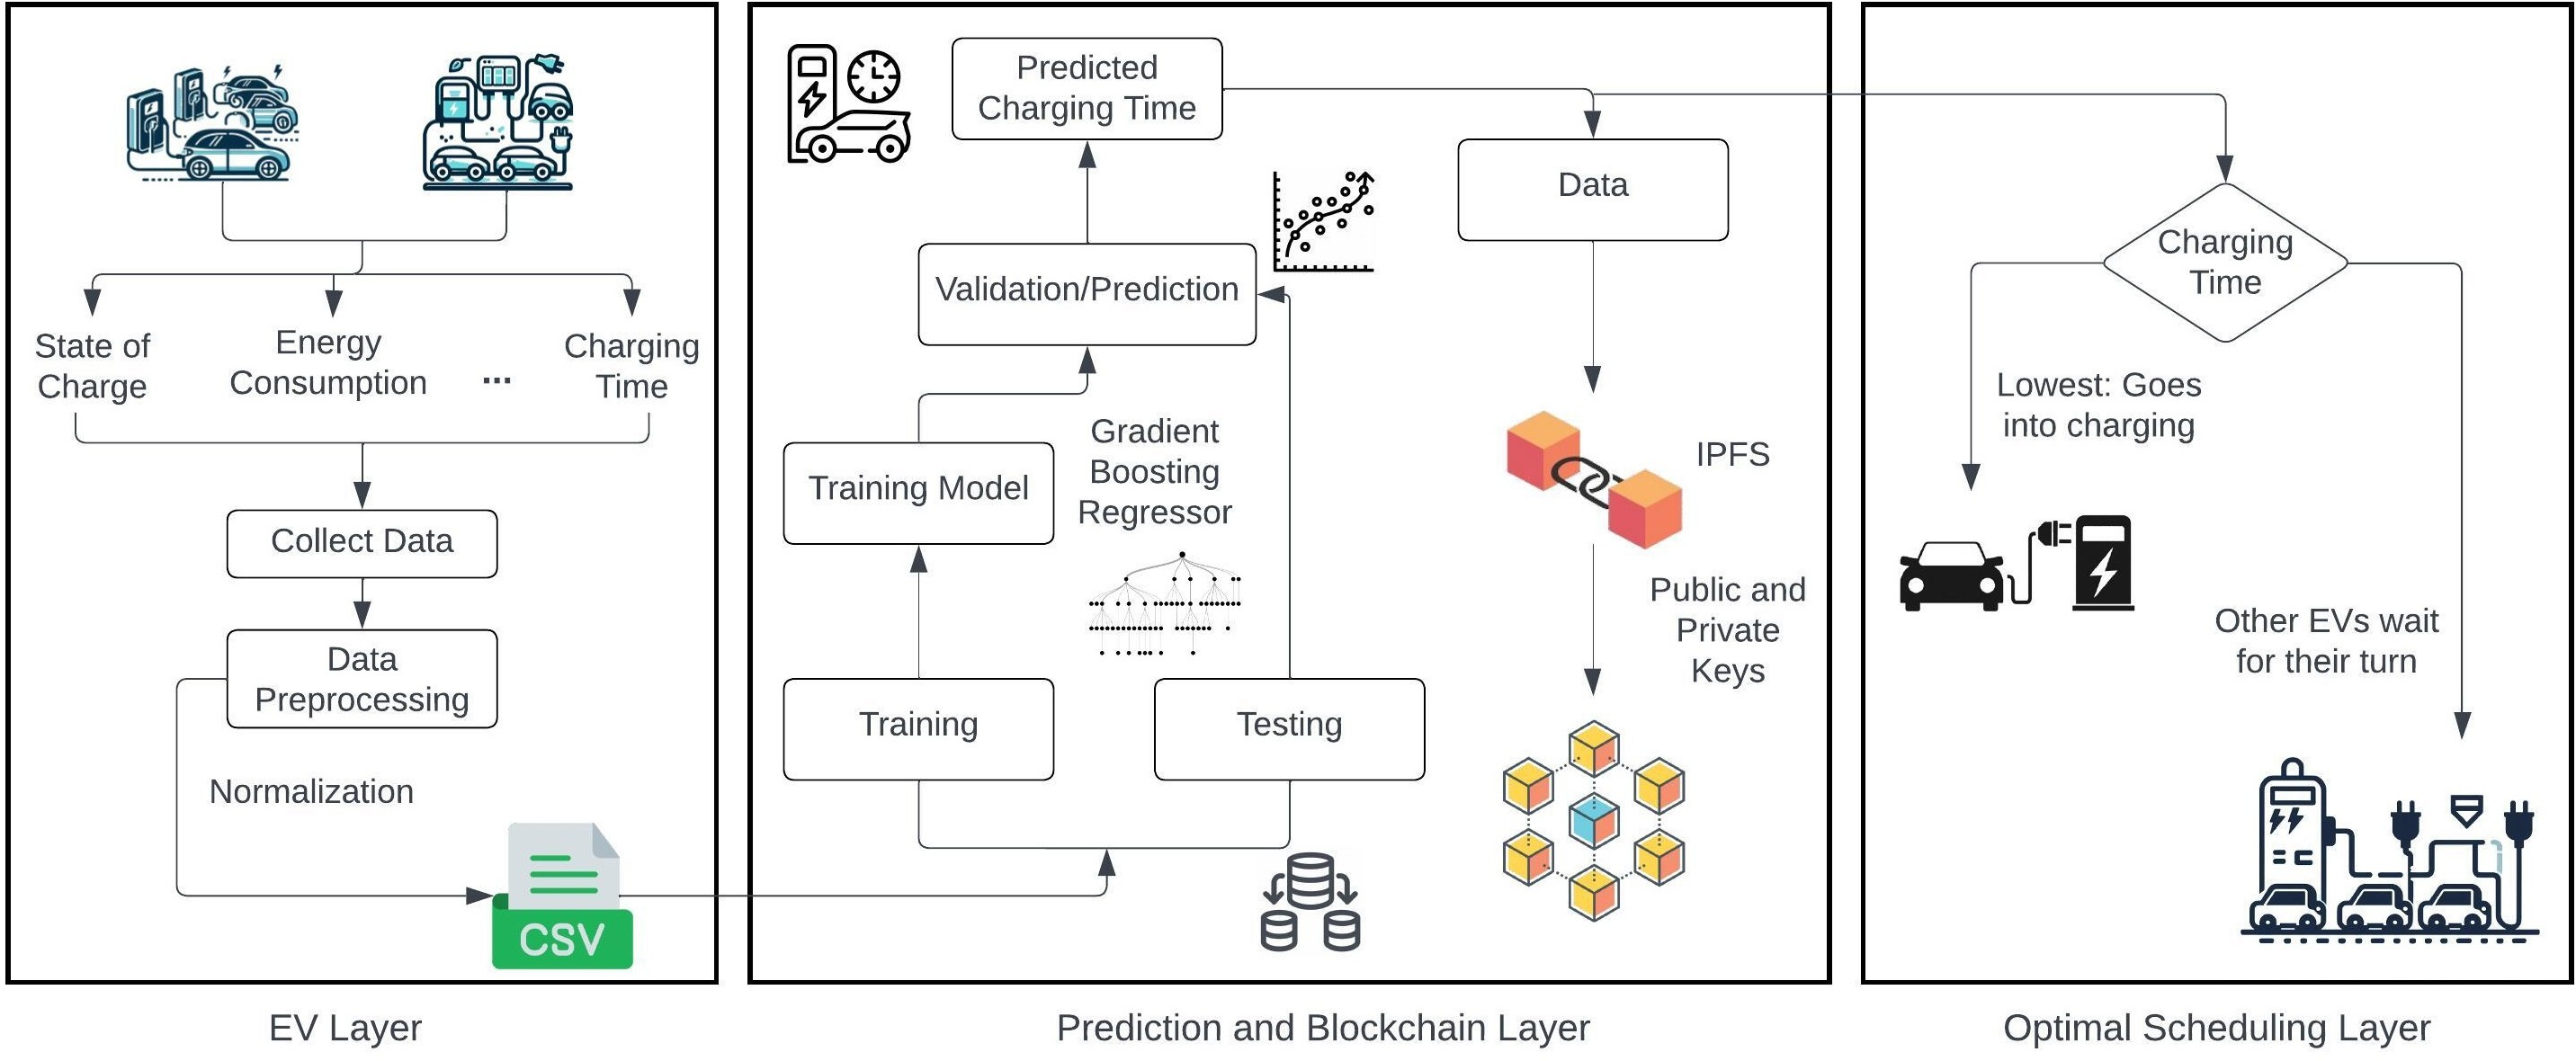 State of
Charge
Energy
Consumption
...
Charging
Time
Collect Data
Data
Preprocessing
Normalization
CSV
EV Layer
Predicted
Charging Time
Validation/Prediction
Training Model
Gradient
Boosting
Regressor
Training
Testing
Data
IPFS
Public and
Private
Keys
Prediction and Blockchain Layer
Charging
Time
Lowest: Goes
into charging
Other EVs wait
for their turn
Optimal Scheduling Layer